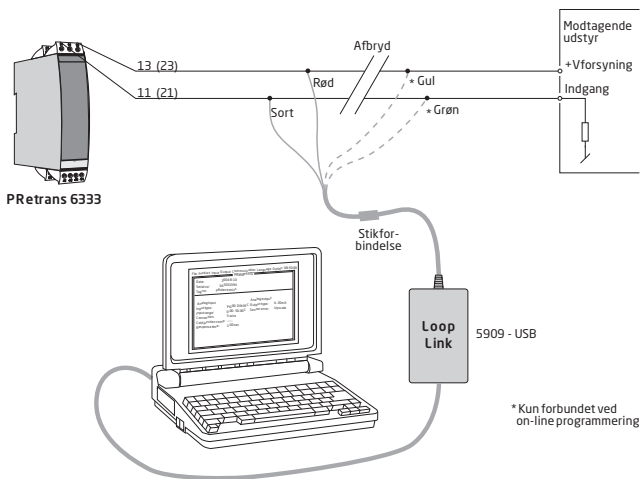 Modtagende
udstyr
+Vforsyning
Indgang
Afbryd
13 (23)
11 (21)
Rød
Sort
* Gul
* Grøn
PRetrans 6333
Stikfor-
bindelse
Loop
Link
5909 - USB
* Kun forbundet ved
on-line programmering